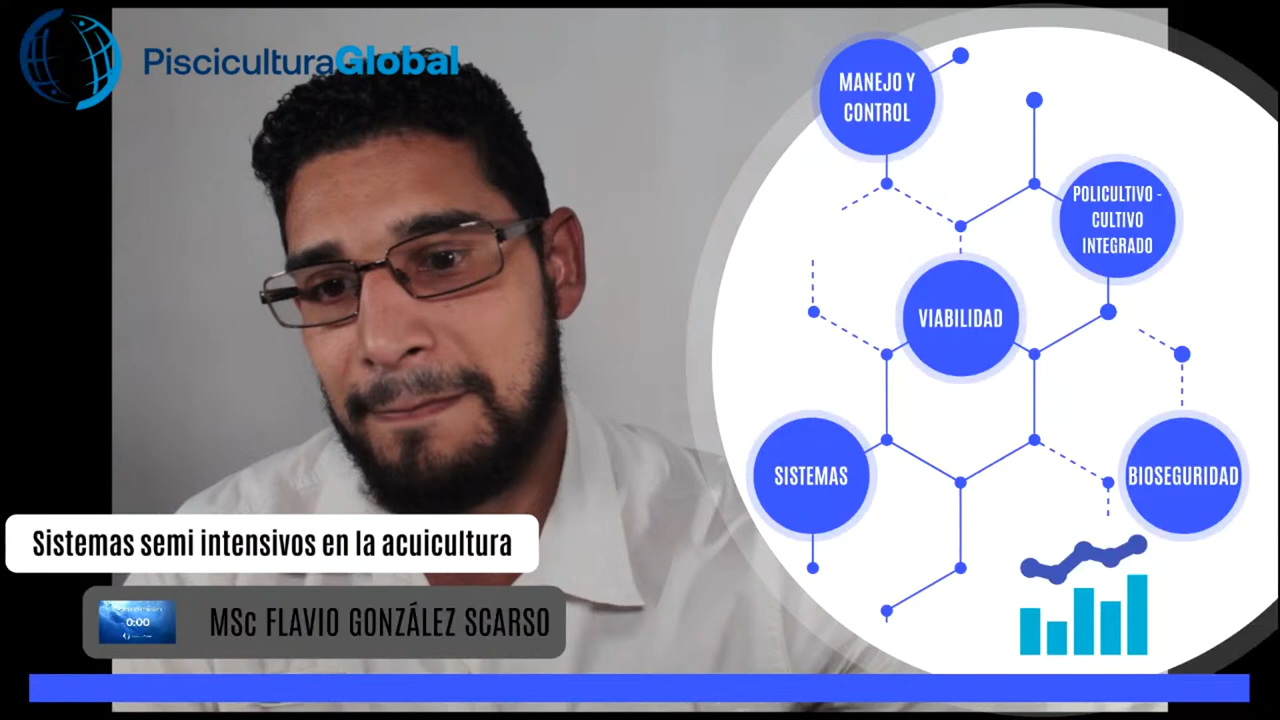 PisciculturaGlobal
MANEJO Y
CONTROL
POLICULTIVO -
CULTIVO
INTEGRADO
VIABILIDAD
SISTEMAS
BIOSEGURIDAD
Sistemas semi intensivos en la acuicultura
0:00
MSc FLAVIO GONZÁLEZ SCARSO